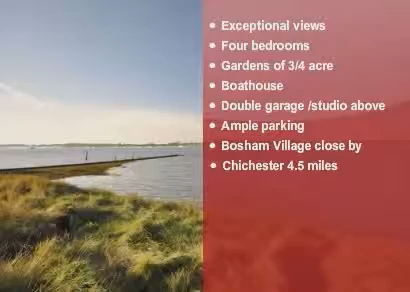 • Exceptional views
• Four bedrooms
• Gardens of 3/4 acre
• Boathouse
• Double garage /studio above
• Ample parking
• Bosham Village close by
• Chichester 4.5 miles